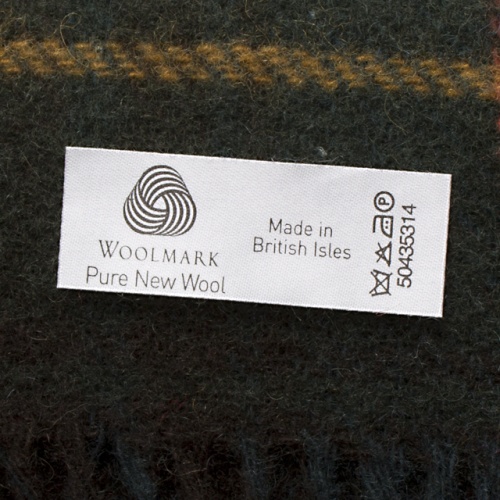 WOOLMARK
Pure New Wool
Made in
British Isles
P
50435314